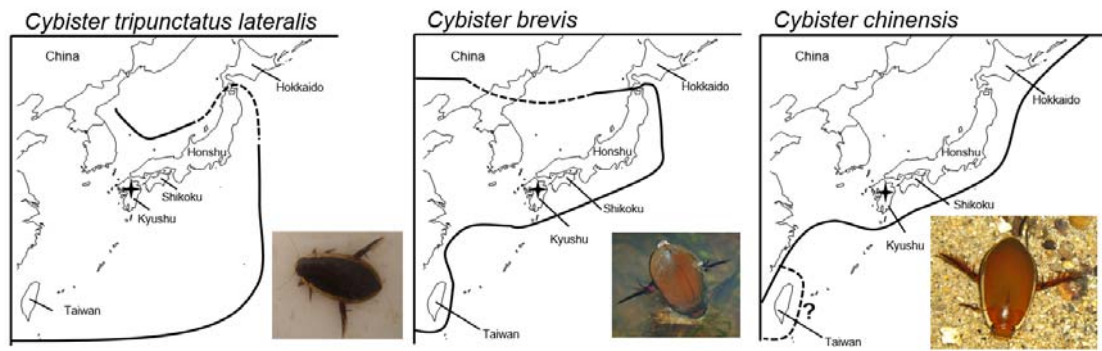 Cybister tripunctatus lateralis
China
Hokkaido
Honshu
Shikoku
Kyushu
Taiwan
Cybister brevis
China
Hokkaido
Honshu
Shikoku
Kyushu
Taiwan
Cybister chinensis
China
Hokkaido
Honshu
Shikoku
Kyushu
?
Taiwan